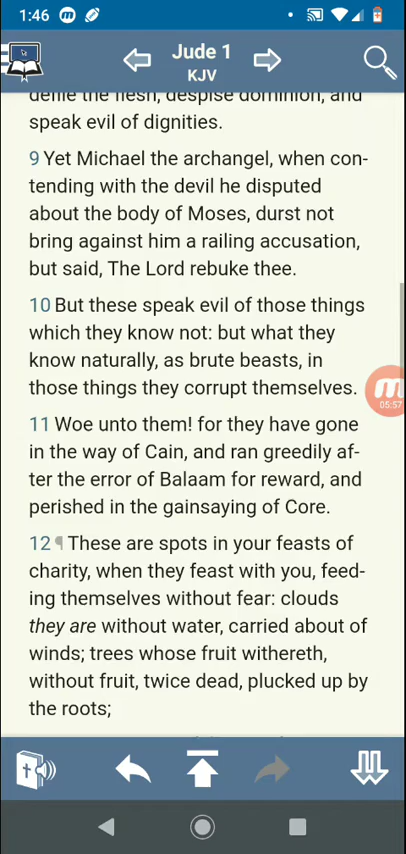 1:46
Jude 1
KJV
defile the flesh, despise dominion, and
speak evil of dignities.
9 Yet Michael the archangel, when con-
tending with the devil he disputed
about the body of Moses, durst not
bring against him a railing accusation,
but said, The Lord rebuke thee.
10 But these speak evil of those things
which they know not: but what they
know naturally, as brute beasts, in
those things they corrupt themselves.
05:57
11 Woe unto them! for they have gone
in the way of Cain, and ran greedily af-
ter the error of Balaam for reward, and
perished in the gainsaying of Core.
12 ¶ These are spots in your feasts of
charity, when they feast with you, feed-
ing themselves without fear: clouds
they are without water, carried about of
winds; trees whose fruit withereth,
without fruit, twice dead, plucked up by
the roots;